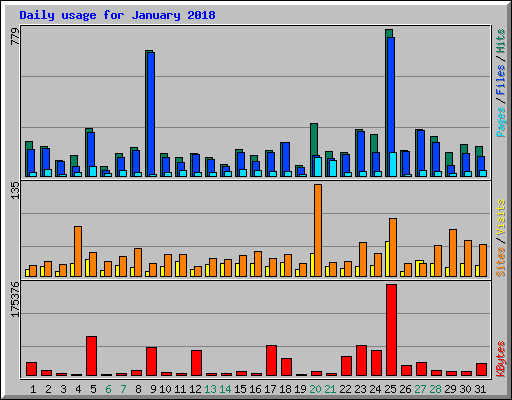 Daily usage for January 2018
779
Pages / Files / Hits
135
Sites / Visits
175376
KBytes
1 2 3 4 5 6 7 8 9 10 11 12 13 14 15 16 17 18 19 20 21 22 23 24 25 26 27 28 29 30 31